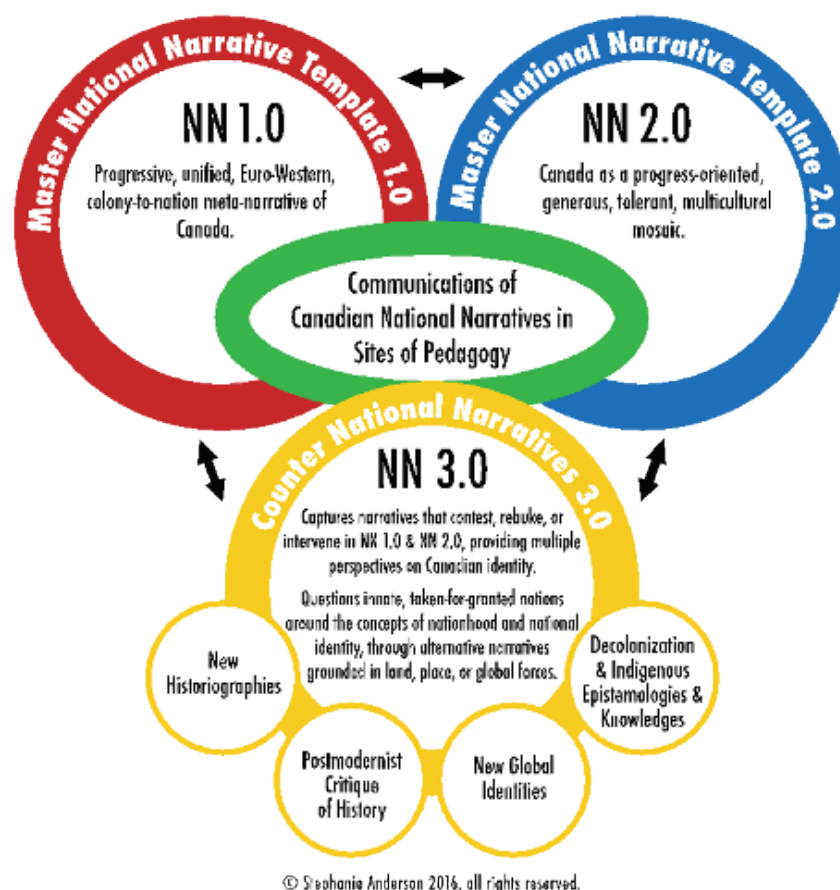 Master National Narrative Template 1.0
NN 1.0
Progressive, unified, Euro-Western,
colony-to-nation meta-narrative of
Canada.
Master National Narrative Template 2.0
NN 2.0
Canada as a progress-oriented,
generous, tolerant, multicultural
mosaic.
Communications of
Canadian National Narratives in
Sites of Pedagogy
Counter National Narratives 3.0
NN 3.0
Captures narratives that contest, rebuke, or
intervene in NN 1.0 & NN 2.0, providing multiple
perspectives on Canadian identity.
Questions innate, taken-for-granted notions
around the concepts of nationhood and national
identity, through alternative narratives
grounded in land, place, or global forces.
New
Historiographies
Postmodernist
Critique
of History
New Global
Identities
Decolonization
& Indigenous
Epistemologies &
Knowledges
© Stephanie Anderson 2016, all rights reserved.